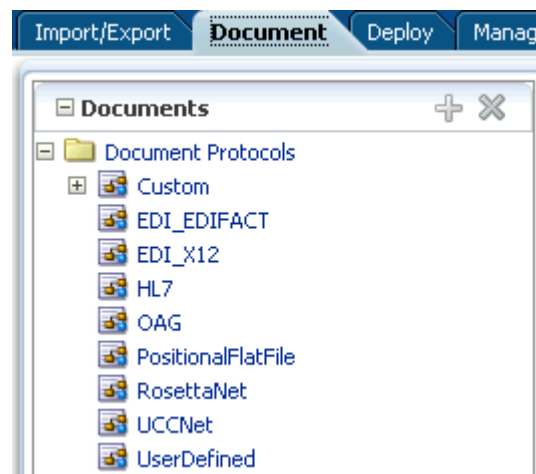 Import/Export Document Deploy Manag
Documents
Document Protocols
Custom
EDI_EDIFACT
EDI_X12
HL7
OAG
PositionalFlatFile
RosettaNet
UCCNet
UserDefined